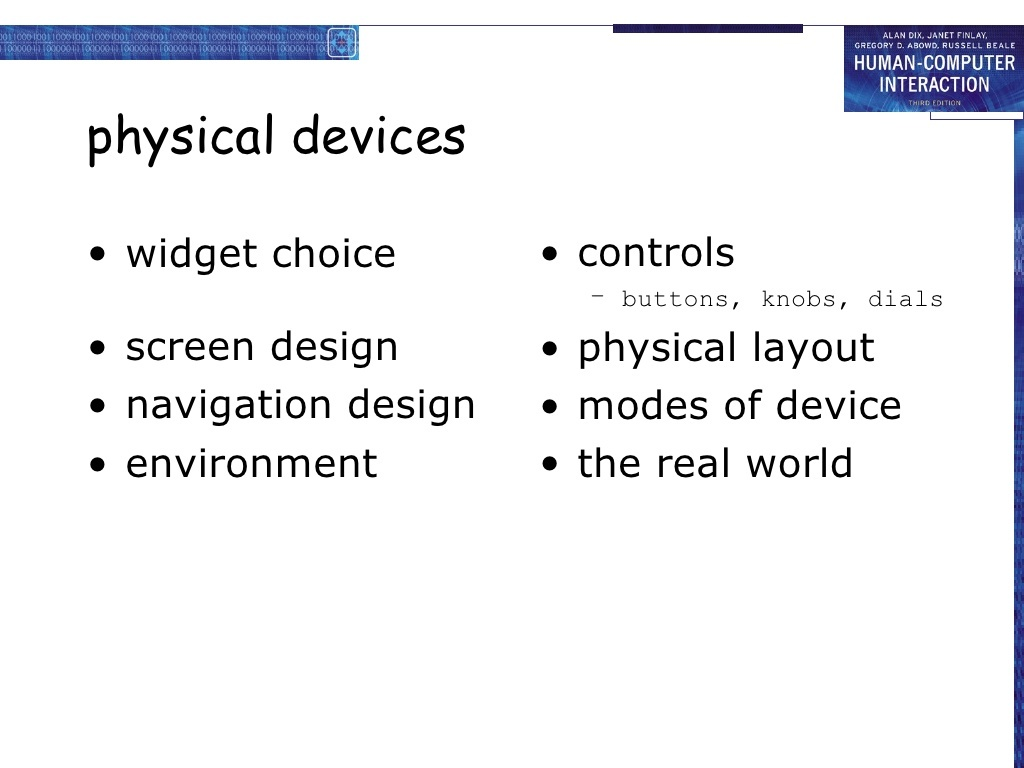 ALAN DIX, JANET FINLAY,
GREGORY D. ABOWD, RUSSELL BEALE
HUMAN-COMPUTER
INTERACTION
THIRD EDITION
physical devices
• widget choice
• screen design
• navigation design
• environment
• controls
– buttons, knobs, dials
• physical layout
• modes of device
• the real world